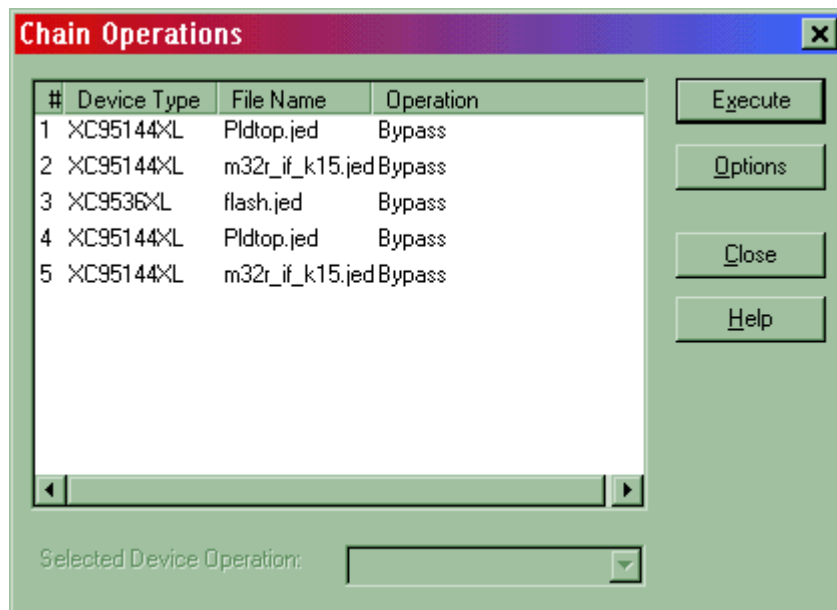 Chain Operations
# Device Type File Name Operation
1 XC95144XL Pldtop.jed Bypass
2 XC95144XL m32r_if_k15.jed Bypass
3 XC9536XL flash.jed Bypass
4 XC95144XL Pldtop.jed Bypass
5 XC95144XL m32r_if_k15.jed Bypass
Execute
Options
Close
Help
Selected Device Operation: